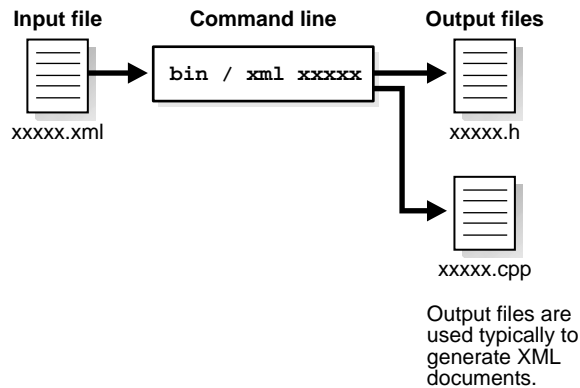 Input file
Command line
Output files
bin / xml xxxxx
xxxxx.xml
xxxxx.h
xxxxx.cpp
Output files are
used typically to
generate XML
documents.